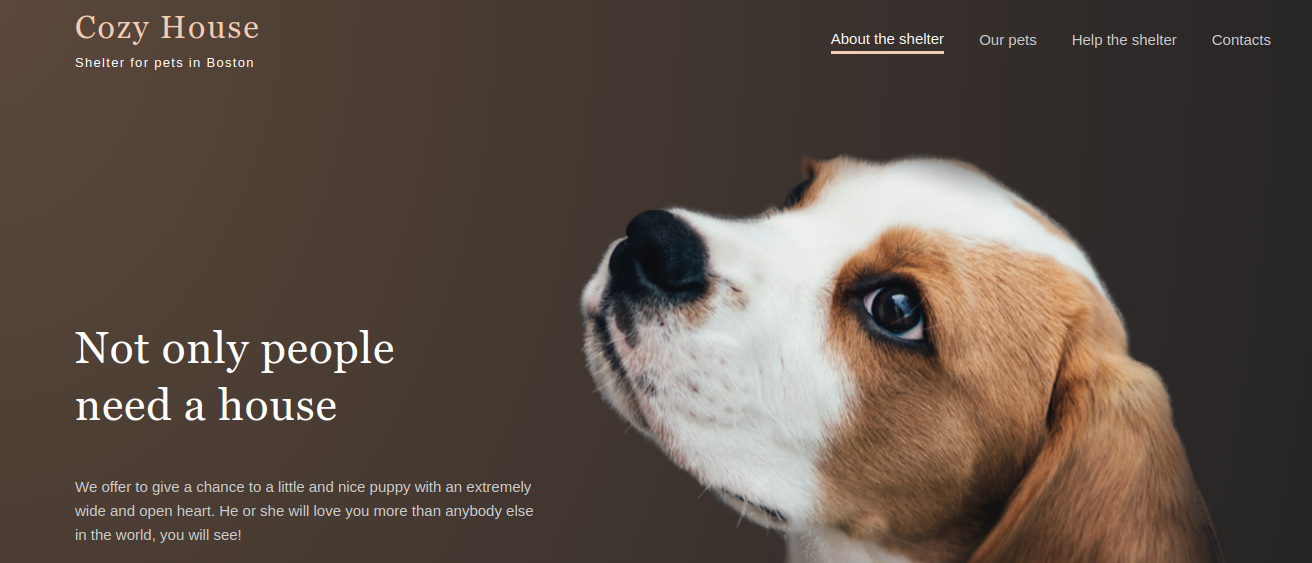 Cozy House
Shelter for pets in Boston
About the shelter
Our pets
Help the shelter
Contacts
Not only people
need a house
We offer to give a chance to a little and nice puppy with an extremely
wide and open heart. He or she will love you more than anybody else
in the world, you will see!